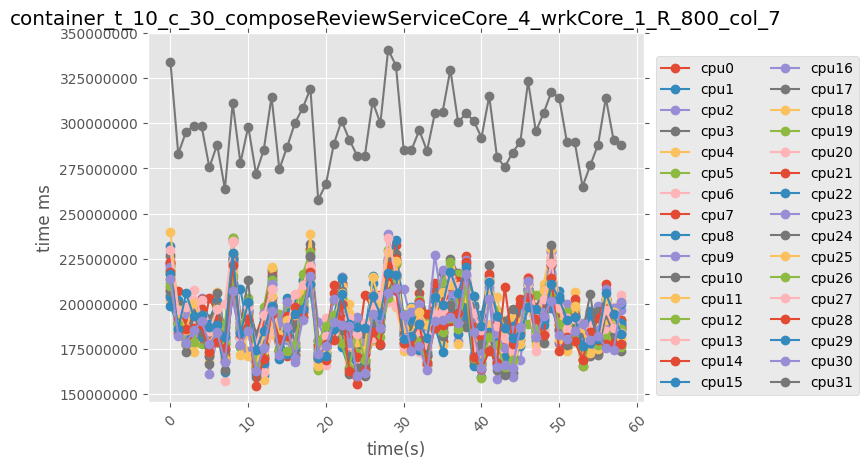 container_t_10_c_30_composeReviewServiceCore_4_wrkCore_1_R_800_col_7
350000000
325000000
300000000
275000000
250000000
225000000
200000000
175000000
150000000
time ms
0
10
20
30
40
50
60
time(s)
cpu0
cpu1
cpu2
cpu3
cpu4
cpu5
cpu6
cpu7
cpu8
cpu9
cpu10
cpu11
cpu12
cpu13
cpu14
cpu15
cpu16
cpu17
cpu18
cpu19
cpu20
cpu21
cpu22
cpu23
cpu24
cpu25
cpu26
cpu27
cpu28
cpu29
cpu30
cpu31